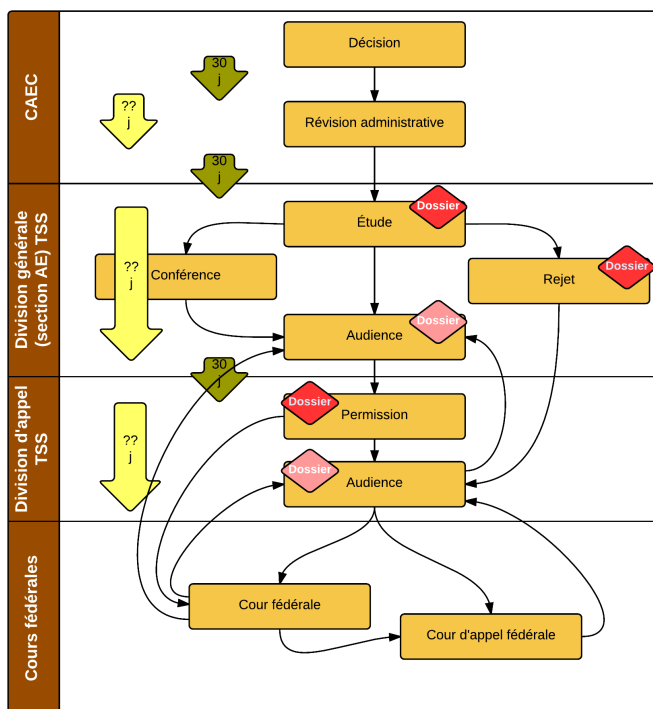 CAEC
Décision
30
j
??
j
Révision administrative
30
j
Division générale
(section AE) TSS
Dossier
Étude
??
j
Conférence
Dossier
Rejet
Dossier
Audience
30
j
Division d'appel
TSS
Dossier
Permission
??
j
Dossier
Audience
Cours fédérales
Cour fédérale
Cour d'appel fédérale